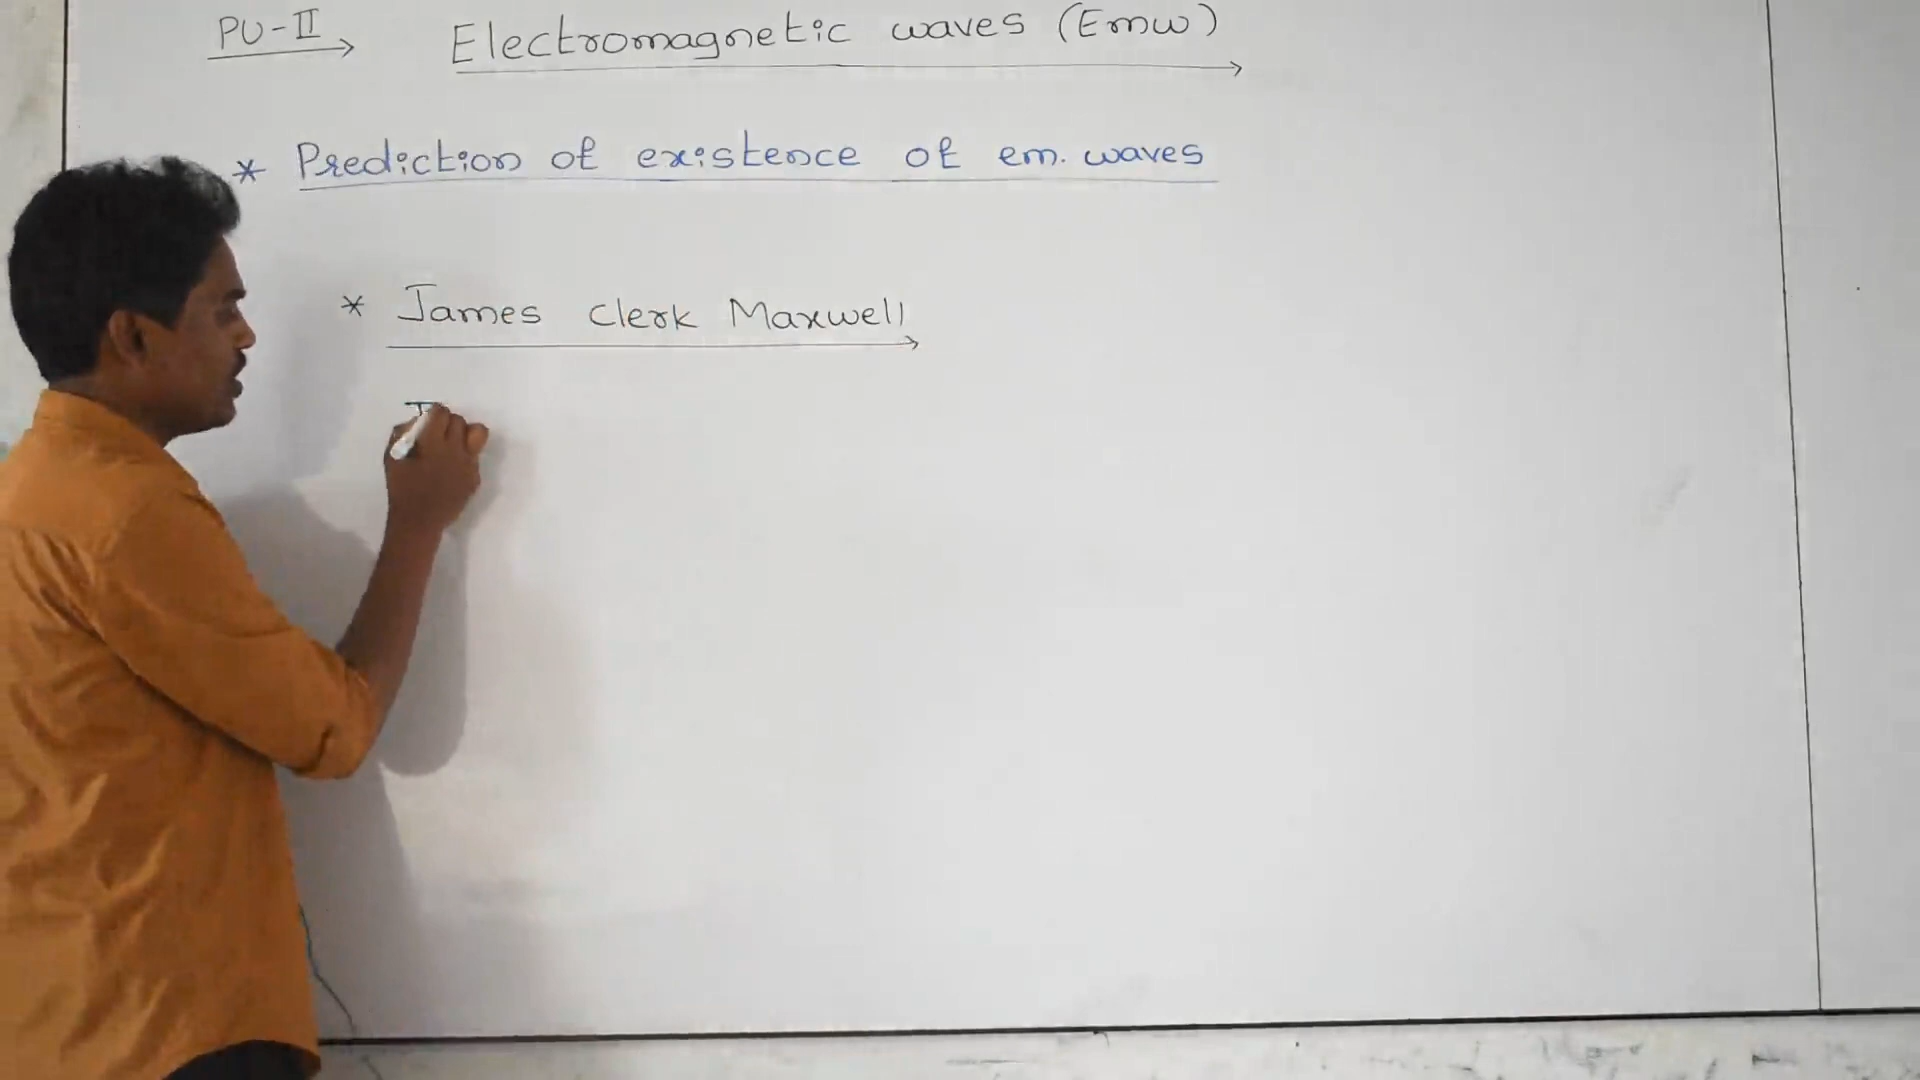 PU-II Electromagnetic waves (Emw)
* Prediction of existence of em. waves
* James Clerk Maxwell